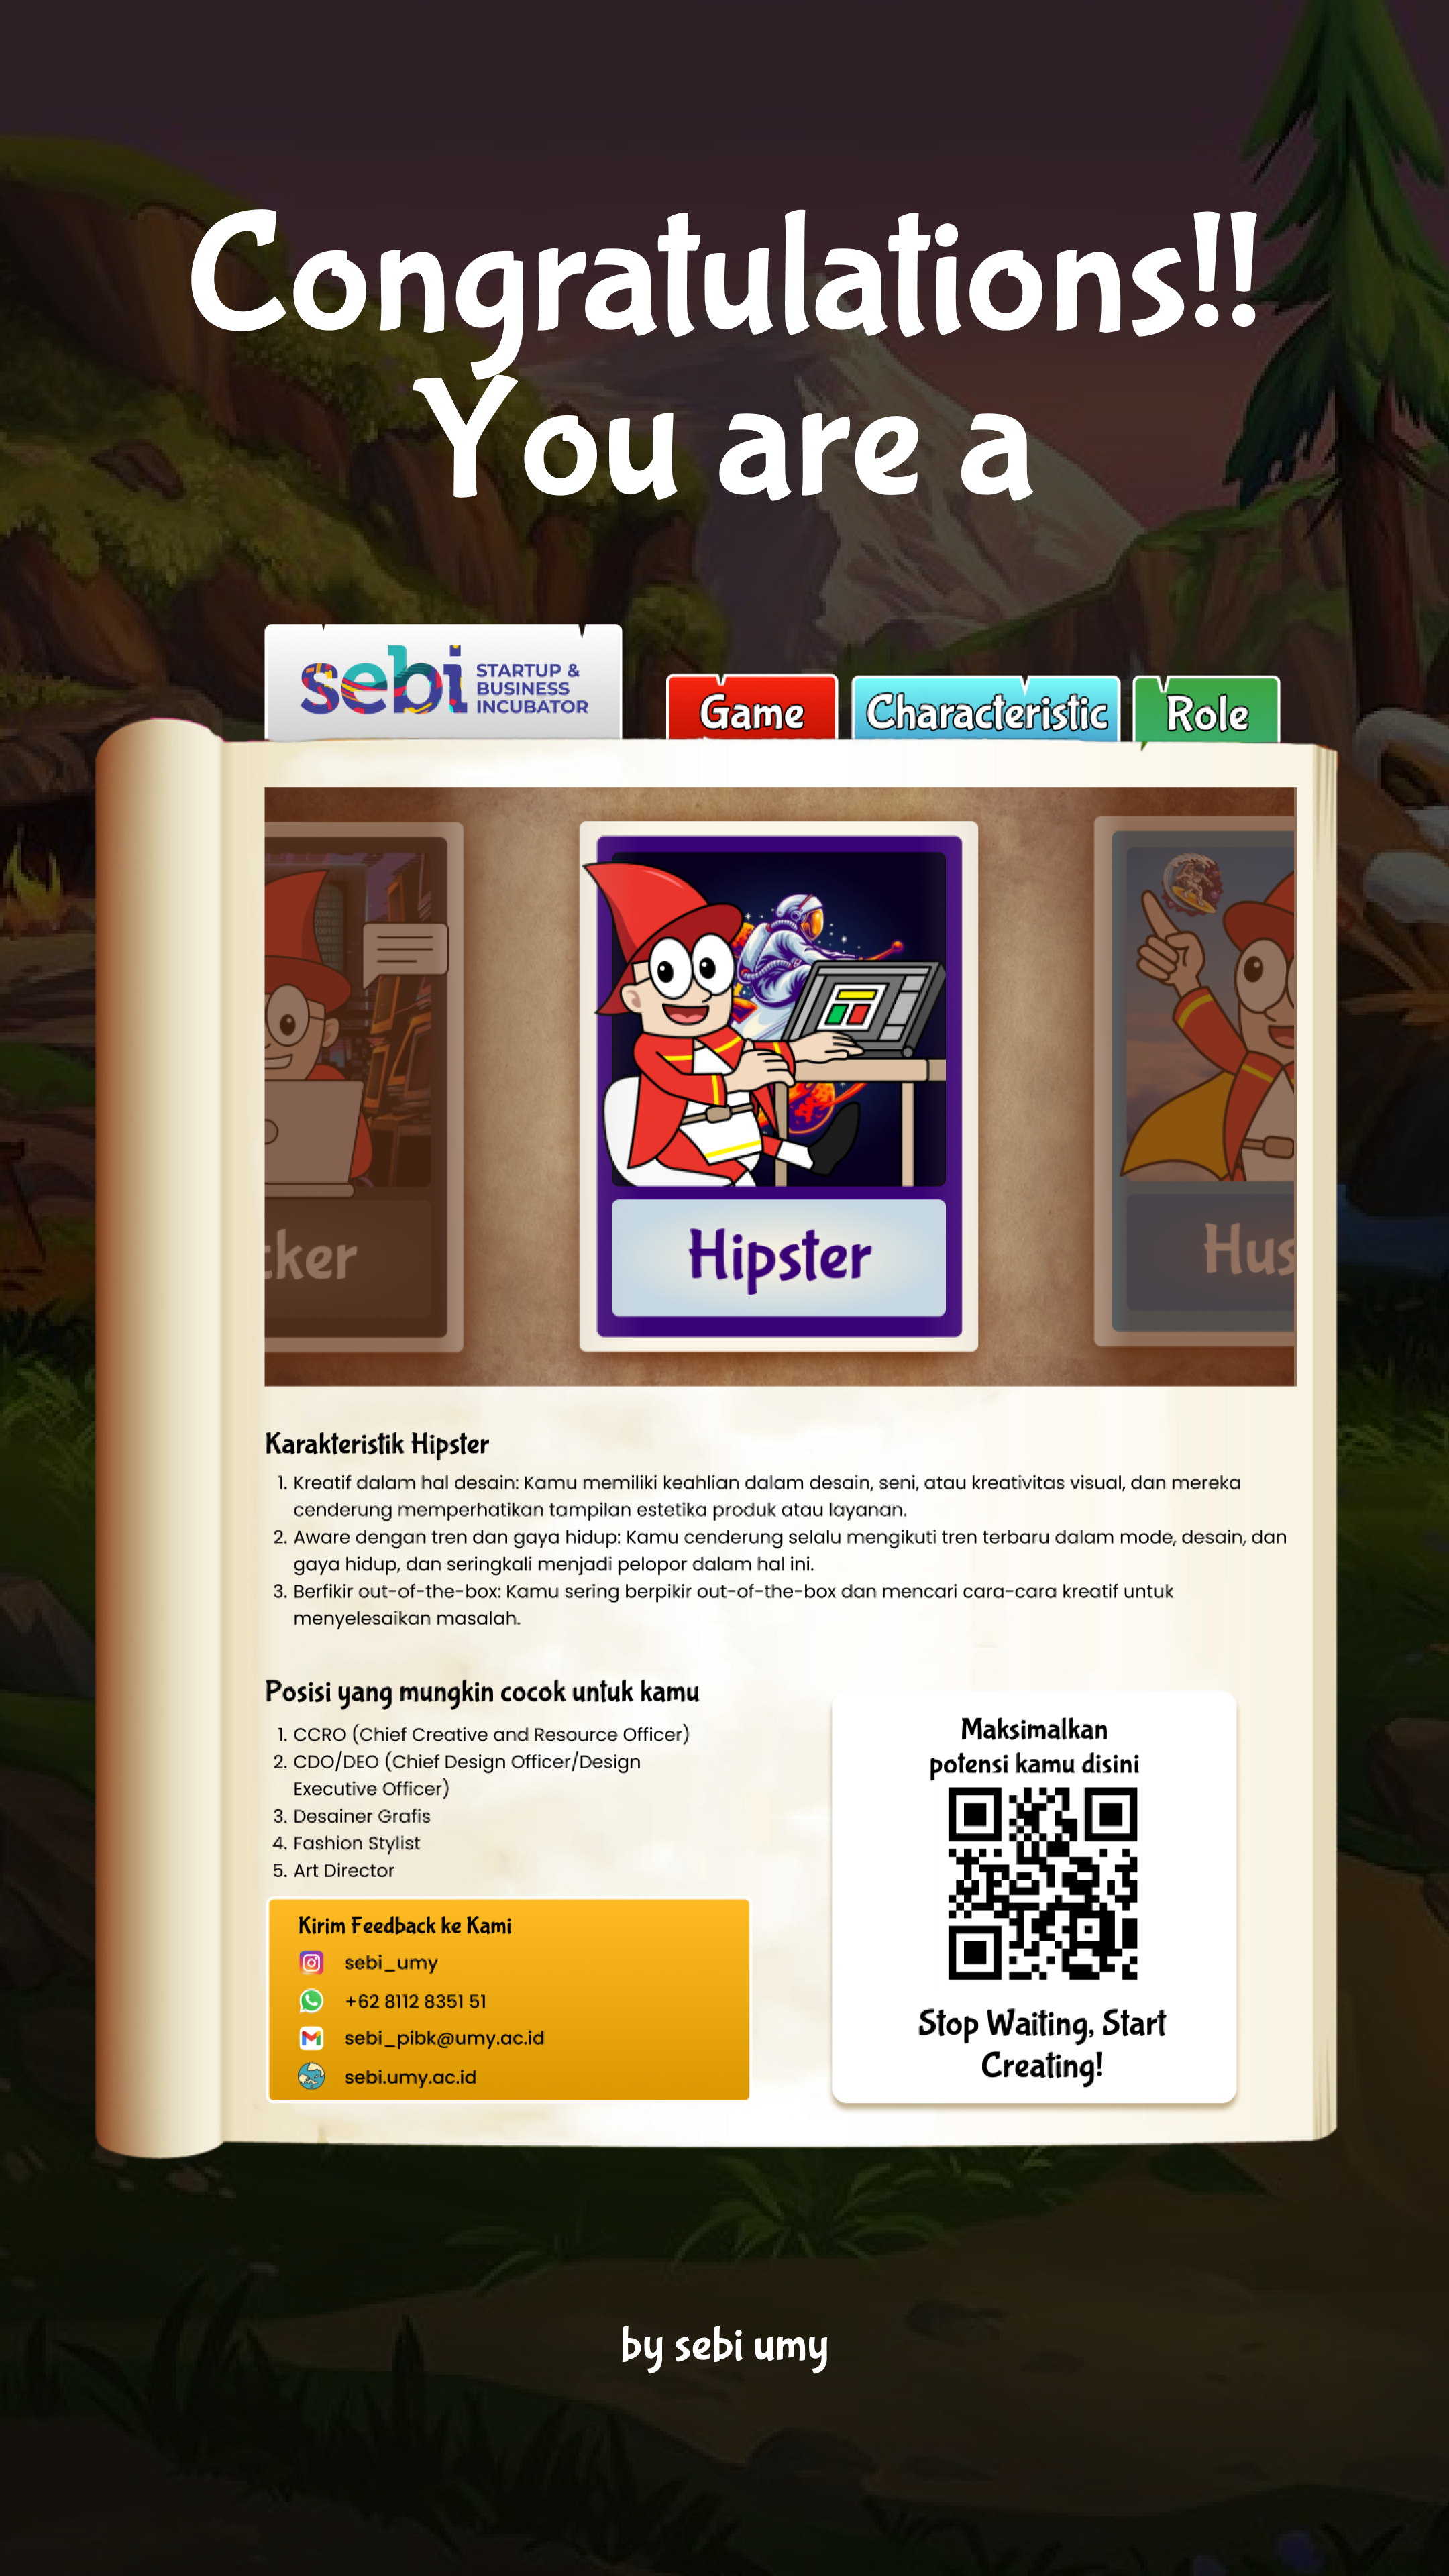 Congratulations!!
You are a
sebi
STARTUP &
BUSINESS
INCUBATOR
Game
Characteristic
Role
cker
Hipster
Hus
Karakteristik Hipster
1. Kreatif dalam hal desain: Kamu memiliki keahlian dalam desain, seni, atau kreativitas visual, dan mereka
cenderung memperhatikan tampilan estetika produk atau layanan.
2. Aware dengan tren dan gaya hidup: Kamu cenderung selalu mengikuti tren terbaru dalam mode, desain, dan
gaya hidup, dan seringkali menjadi pelopor dalam hal ini.
3. Berfikir out-of-the-box: Kamu sering berpikir out-of-the-box dan mencari cara-cara kreatif untuk
menyelesaikan masalah.
Posisi yang mungkin cocok untuk kamu
1. CCRO (Chief Creative and Resource Officer)
2. CDO/DEO (Chief Design Officer/Design
Executive Officer)
3. Desainer Grafis
4. Fashion Stylist
5. Art Director
Kirim Feedback ke Kami
sebi_umy
+62 8112 8351 51
sebi_pibk@umy.ac.id
sebi.umy.ac.id
Maksimalkan
potensi kamu disini
Stop Waiting, Start
Creating!
by sebi umy